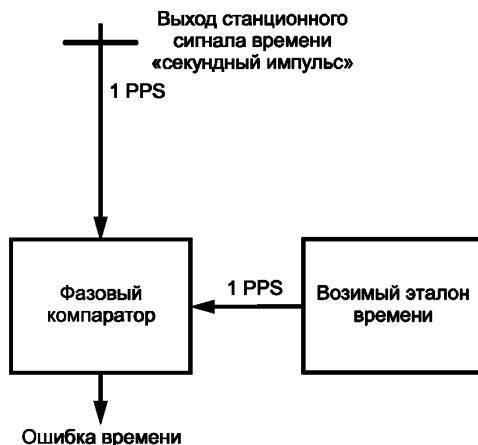 Выход станционного
сигнала времени
«секундный импульс»
1 PPS
Фазовый
компаратор
1 PPS
Возимый эталон
времени
Ошибка времени